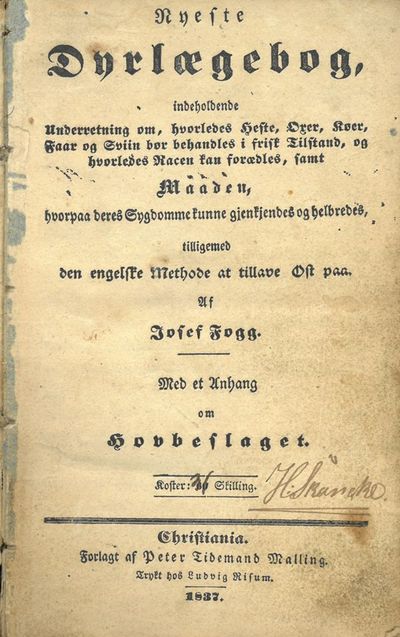 Nyeste
Dyrlægebog,
indeholdende
Underretning om, hvorledes Heste, Oxer, Køer,
Faar og Sviin bør behandles i frisk Tilstand, og
hvorledes Racen kan forædles, samt
Maaden,
hvorpaa deres Sygdomme kunne gjenkjendes og helbredes,
tilligemed
den engelske Methode at tillave Ost paa.
Af
Josef Fogg.
Med et Anhang
om
Hovbeslaget.
Koster: Skilling.
H. Skancke.
Christiania.
Forlagt af Peter Tidemand Malling.
Trykt hos Ludvig Risum.
1837.